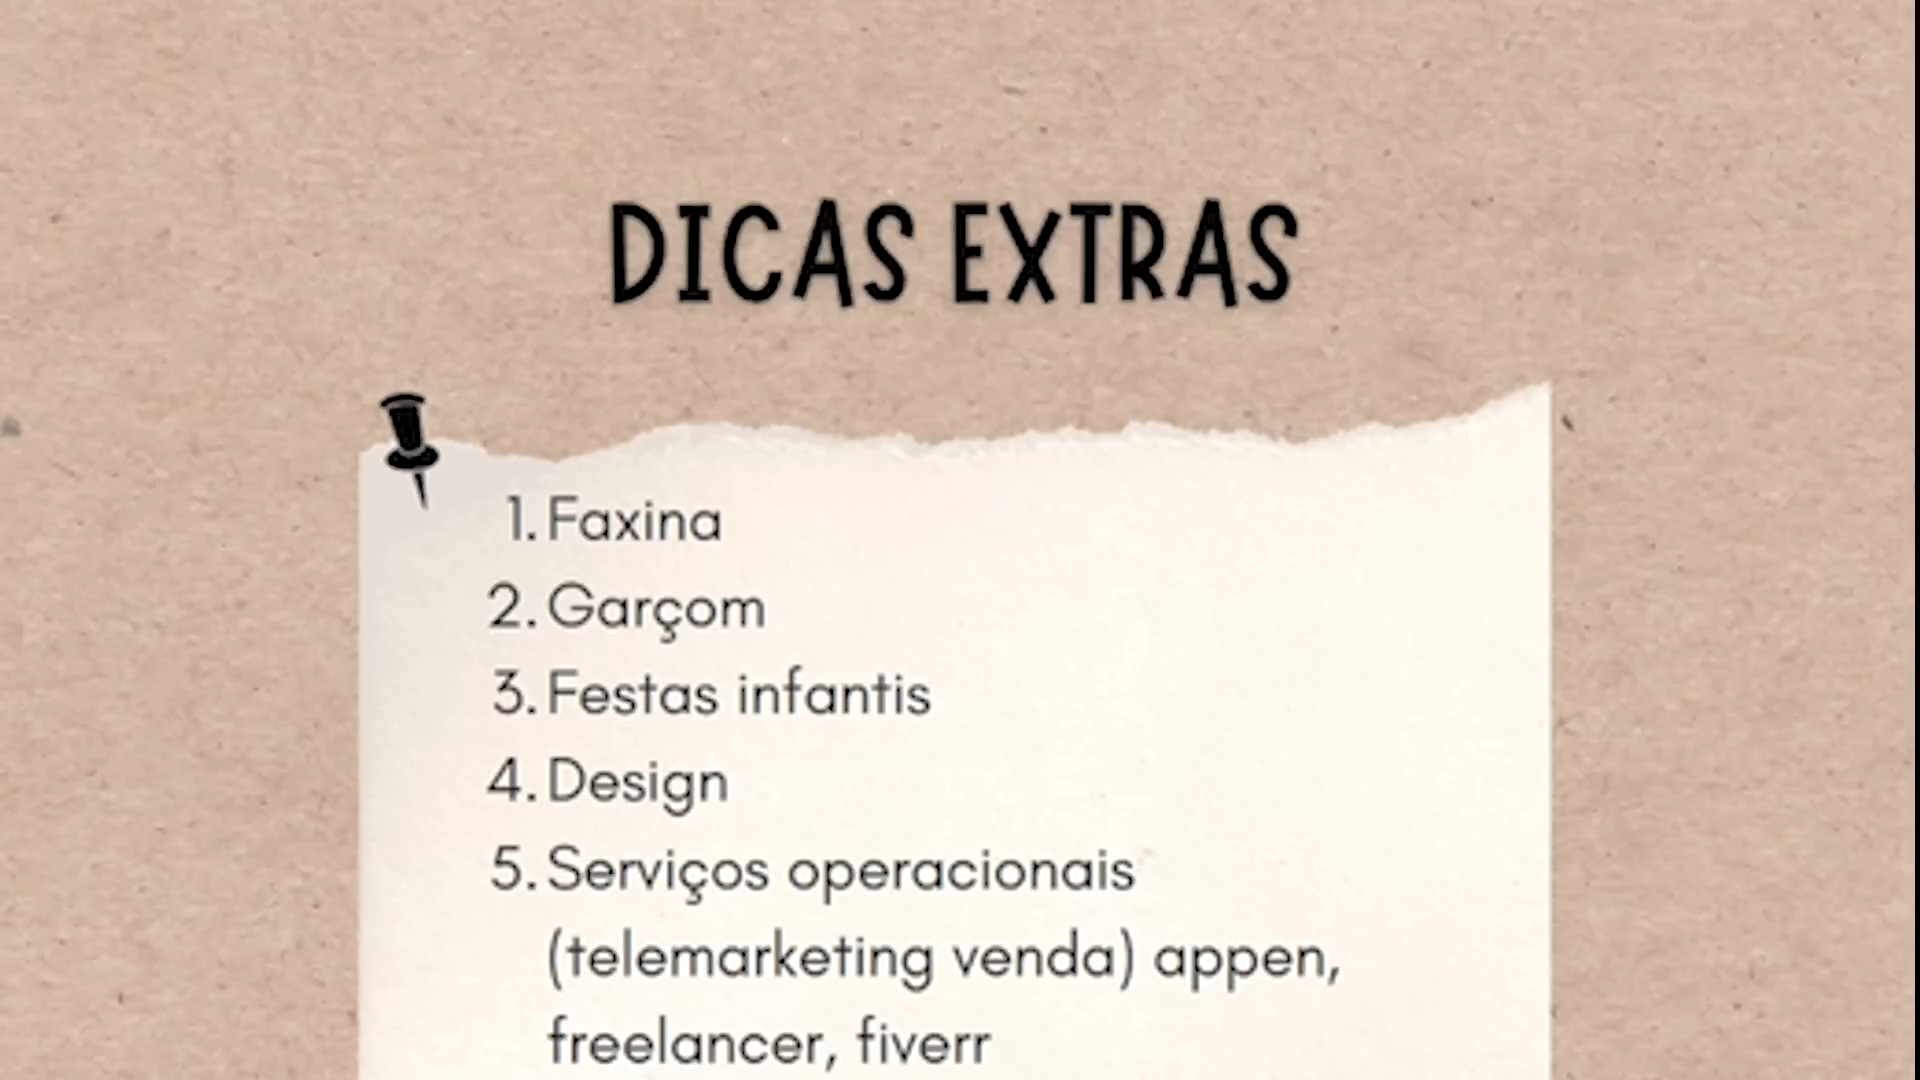 DICAS EXTRAS
1. Faxina
2. Garçom
3. Festas infantis
4. Design
5. Serviços operacionais
(telemarketing venda) appen,
freelancer, fiverr